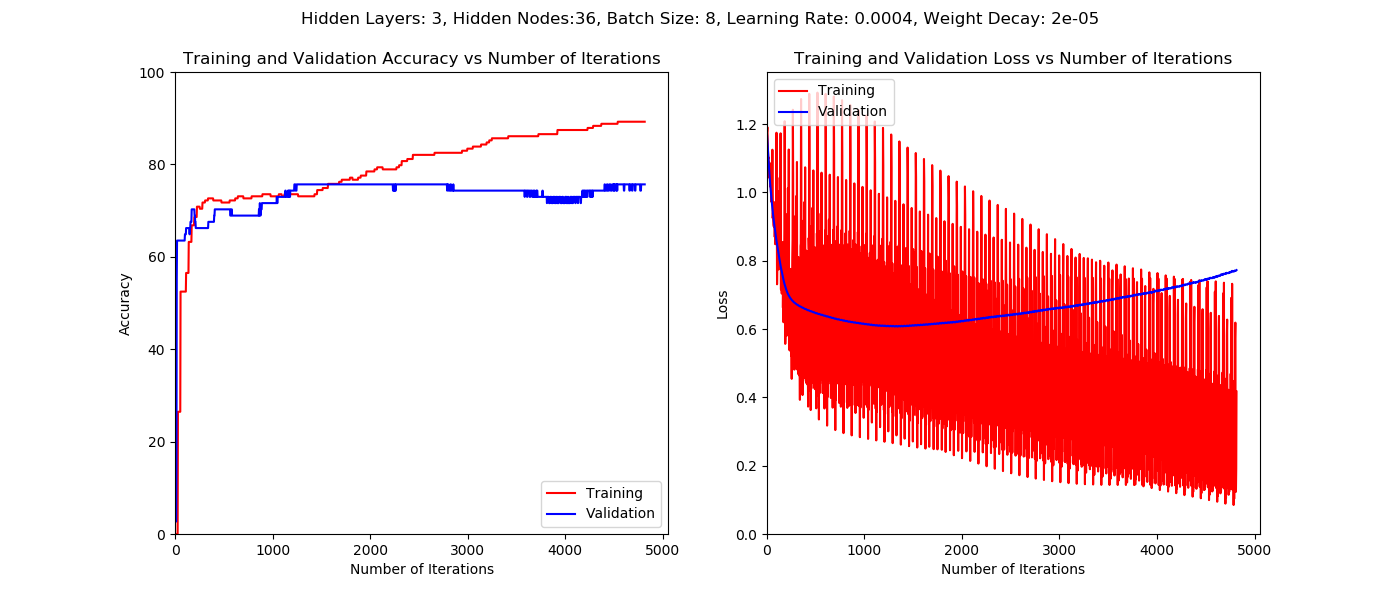 Hidden Layers: 3, Hidden Nodes:36, Batch Size: 8, Learning Rate: 0.0004, Weight Decay: 2e-05
Training and Validation Accuracy vs Number of Iterations
100
80
60
40
20
0
Accuracy
0 1000 2000 3000 4000 5000
Number of Iterations
Training
Validation
Training and Validation Loss vs Number of Iterations
Training
Validation
1.2
1.0
0.8
0.6
0.4
0.2
0.0
Loss
0 1000 2000 3000 4000 5000
Number of Iterations